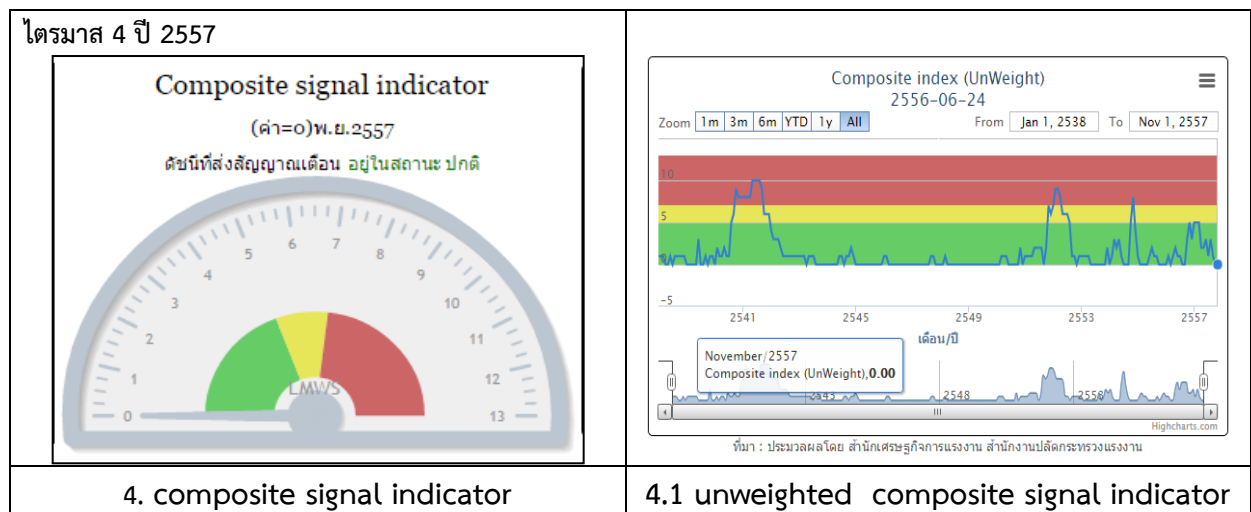 ไตรมาส 4 ปี 2557
Composite signal indicator
(ค่า=0)พ.ย.2557
ดัชนีที่ส่งสัญญาณเตือน อยู่ในสถานะ ปกติ
0
1
2
3
4
5
6
7
8
9
10
11
12
13
LMWS
4. composite signal indicator
Composite index (UnWeight)
2556-06-24
Zoom 1m 3m 6m YTD 1y All From Jan 1, 2538 To Nov 1, 2557
10
5
0
-5
2541 2545 2549 2553 2557
เดือน/ปี
November/2557
Composite index (UnWeight),0.00
2543 2548 2553
Highcharts.com
ที่มา : ประมวลผลโดย สำนักเศรษฐกิจการแรงงาน สำนักงานปลัดกระทรวงแรงงาน
4.1 unweighted composite signal indicator